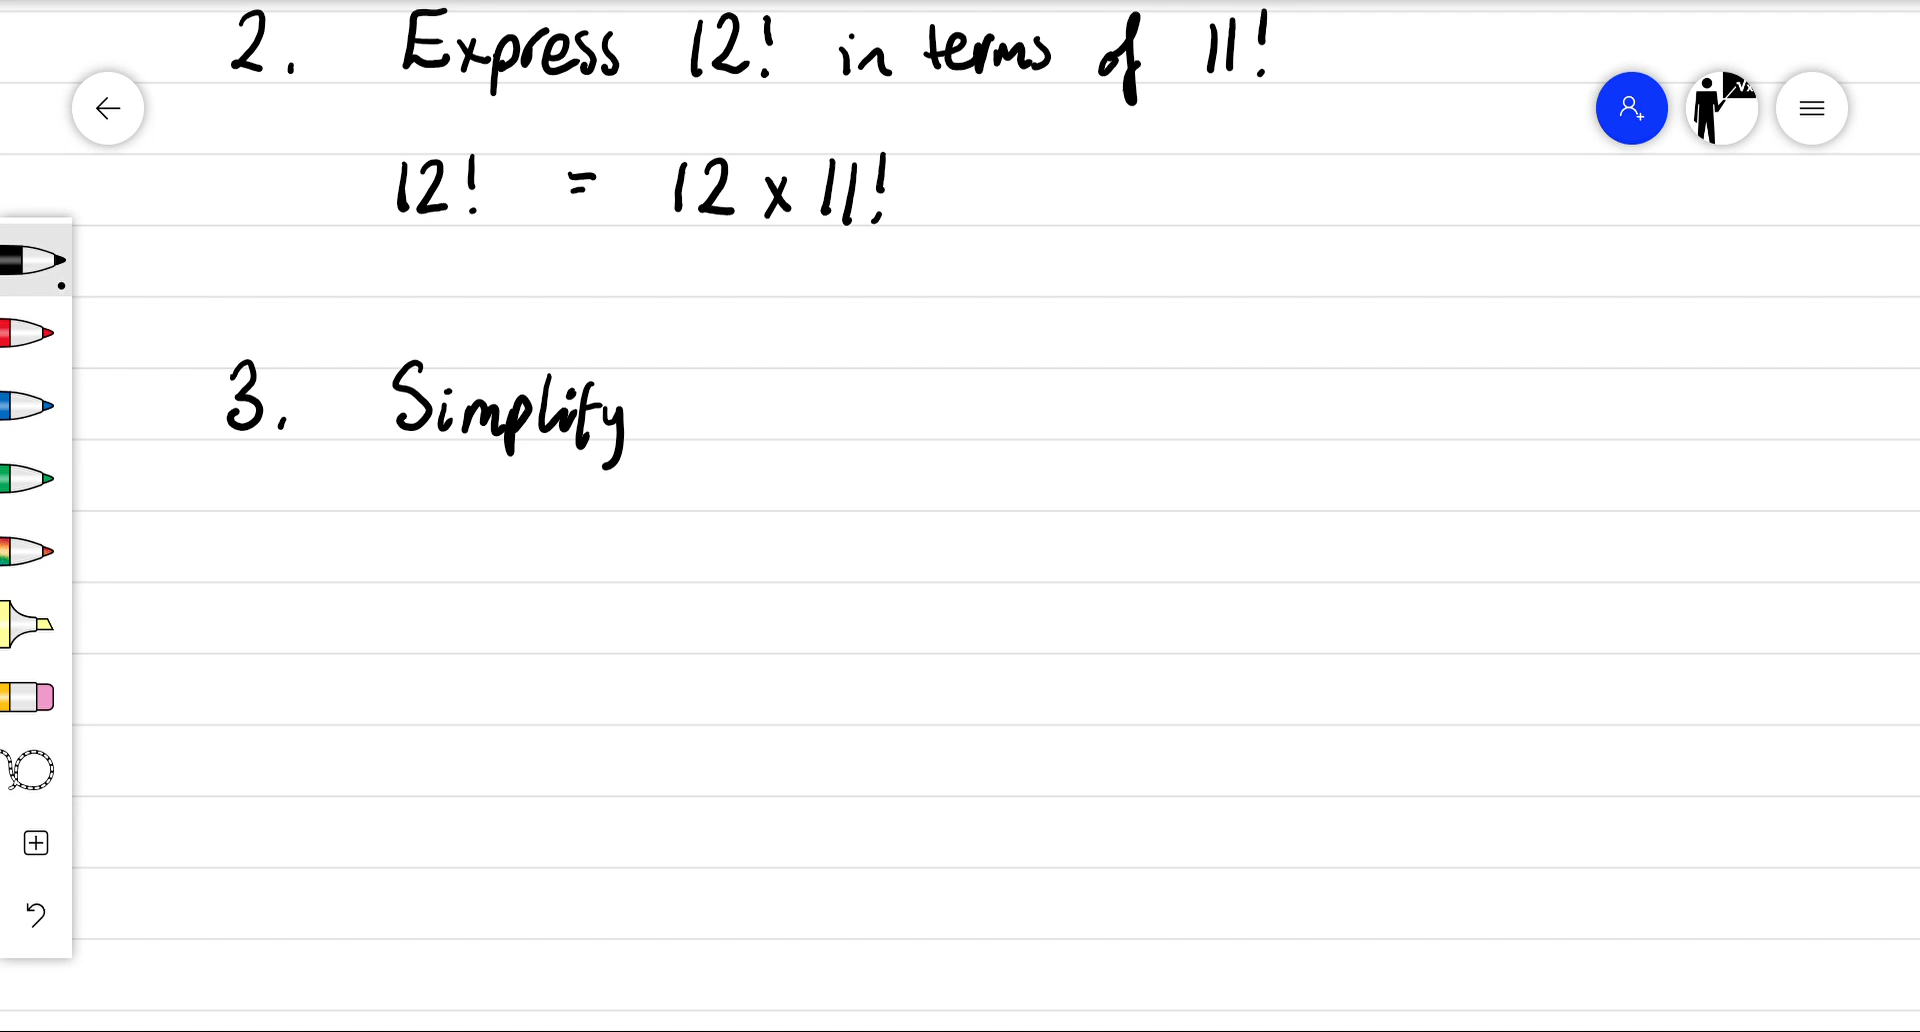 2. Express 12! in terms of 11!
12! = 12 x 11!
3. Simplify